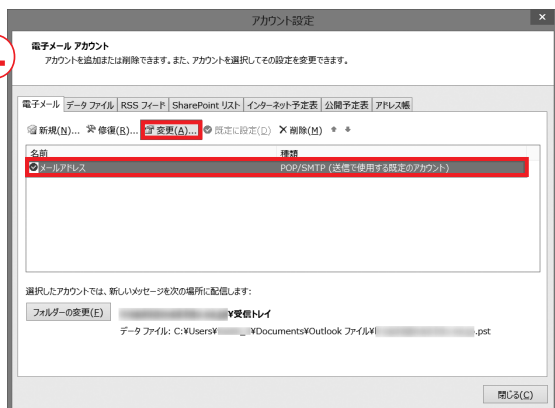 アカウント設定
電子メール アカウント
アカウントを追加または削除できます。また、アカウントを選択してその設定を変更できます。
電子メール データ ファイル RSS フィード SharePoint リスト インターネット予定表 公開予定表 アドレス帳
新規(N)... 修復(R)... 変更(A)... 既定に設定(D) 削除(M)
名前 種類
メールアドレス POP/SMTP (送信で使用する既定のアカウント)
選択したアカウントでは、新しいメッセージを次の場所に配信します:
フォルダーの変更(F) ¥受信トレイ
データ ファイル: C:¥Users¥ ¥Documents¥Outlook ファイル¥ .pst
閉じる(C)